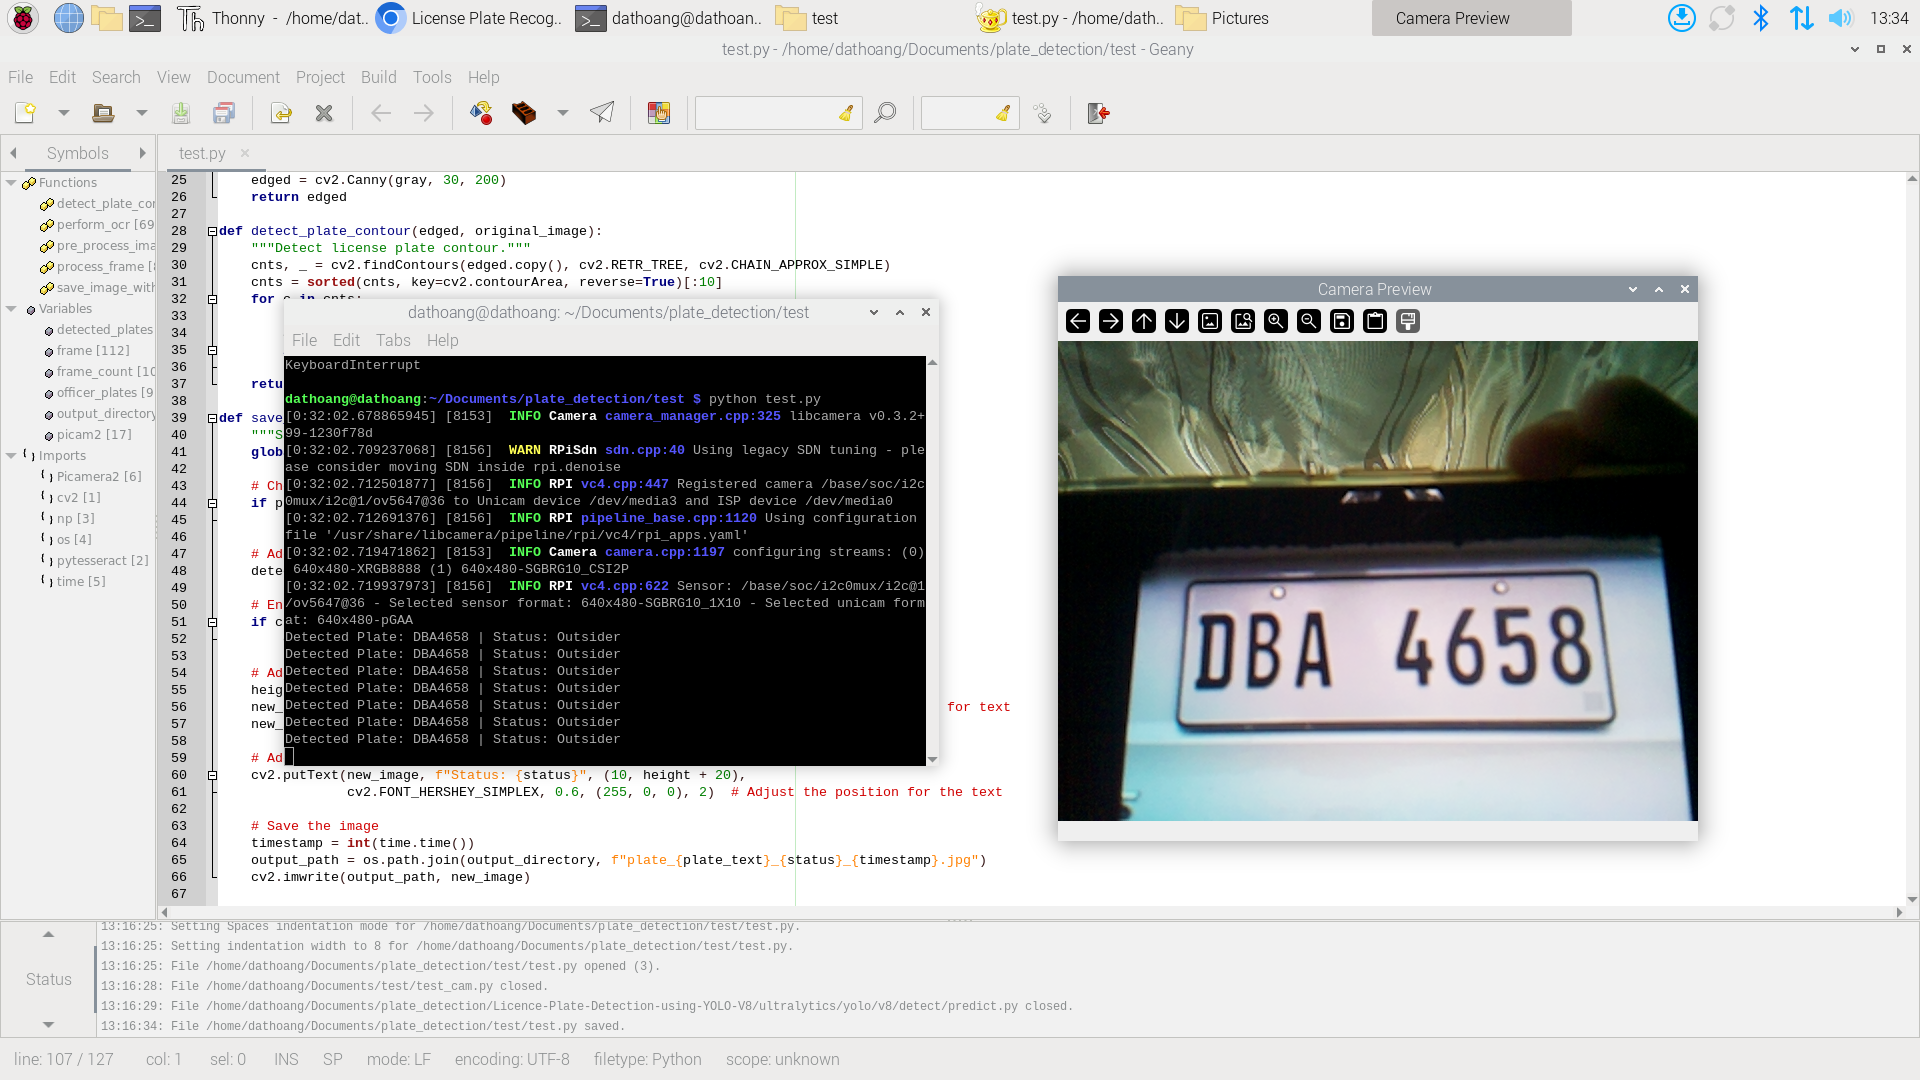 Thonny - /home/dat..
License Plate Recog..
dathoang@dathoan..
test
test.py - /home/dath..
Pictures
Camera Preview
13:34
test.py - /home/dathoang/Documents/plate_detection/test - Geany
File Edit Search View Document Project Build Tools Help
Symbols
test.py
Functions
detect_plate_cor
perform_ocr [69
pre_process_ima
process_frame [8
save_image_with
Variables
detected_plates
frame [112]
frame_count [10
officer_plates [9
output_directory
picam2 [17]
Imports
Picamera2 [6]
cv2 [1]
np [3]
os [4]
pytesseract [2]
time [5]
25 edged = cv2.Canny(gray, 30, 200)
26 return edged
27
28 def detect_plate_contour(edged, original_image):
29 """Detect license plate contour."""
30 cnts, _ = cv2.findContours(edged.copy(), cv2.RETR_TREE, cv2.CHAIN_APPROX_SIMPLE)
31 cnts = sorted(cnts, key=cv2.contourArea, reverse=True)[:10]
32 for c in cnts:
33
34
35
36
37 retu
38
39 def save
40 """S
41 glob
42
43 # Ch
44 if p
45
46
47 # Ad
48 dete
49
50 # En
51 if c
52
53
54 # Ad
55 heig
56 new_ for text
57 new_
58
59 # Ad
60 cv2.putText(new_image, f"Status: {status}", (10, height + 20),
61 cv2.FONT_HERSHEY_SIMPLEX, 0.6, (255, 0, 0), 2) # Adjust the position for the text
62
63 # Save the image
64 timestamp = int(time.time())
65 output_path = os.path.join(output_directory, f"plate_{plate_text}_{status}_{timestamp}.jpg")
66 cv2.imwrite(output_path, new_image)
67
dathoang@dathoang: ~/Documents/plate_detection/test
File Edit Tabs Help
KeyboardInterrupt
dathoang@dathoang:~/Documents/plate_detection/test $ python test.py
[0:32:02.678865945] [8153] INFO Camera camera_manager.cpp:325 libcamera v0.3.2+
99-1230f78d
[0:32:02.709237068] [8156] WARN RPiSdn sdn.cpp:40 Using legacy SDN tuning - ple
ase consider moving SDN inside rpi.denoise
[0:32:02.712501877] [8156] INFO RPI vc4.cpp:447 Registered camera /base/soc/i2c
0mux/i2c@1/ov5647@36 to Unicam device /dev/media3 and ISP device /dev/media0
[0:32:02.712691376] [8156] INFO RPI pipeline_base.cpp:1120 Using configuration
file '/usr/share/libcamera/pipeline/rpi/vc4/rpi_apps.yaml'
[0:32:02.719471862] [8153] INFO Camera camera.cpp:1197 configuring streams: (0)
640x480-XRGB8888 (1) 640x480-SGBRG10_CSI2P
[0:32:02.719937973] [8156] INFO RPI vc4.cpp:622 Sensor: /base/soc/i2c0mux/i2c@1
/ov5647@36 - Selected sensor format: 640x480-SGBRG10_1X10 - Selected unicam form
at: 640x480-pGAA
Detected Plate: DBA4658 | Status: Outsider
Detected Plate: DBA4658 | Status: Outsider
Detected Plate: DBA4658 | Status: Outsider
Detected Plate: DBA4658 | Status: Outsider
Detected Plate: DBA4658 | Status: Outsider
Detected Plate: DBA4658 | Status: Outsider
Detected Plate: DBA4658 | Status: Outsider
Camera Preview
DBA 4658
Status
13:16:25: Setting Spaces indentation mode for /home/dathoang/Documents/plate_detection/test/test.py.
13:16:25: Setting indentation width to 8 for /home/dathoang/Documents/plate_detection/test/test.py.
13:16:25: File /home/dathoang/Documents/plate_detection/test/test.py opened (3).
13:16:28: File /home/dathoang/Documents/test/test_cam.py closed.
13:16:29: File /home/dathoang/Documents/plate_detection/Licence-Plate-Detection-using-YOLO-V8/ultralytics/yolo/v8/detect/predict.py closed.
13:16:34: File /home/dathoang/Documents/plate_detection/test/test.py saved.
line: 107 / 127 col: 1 sel: 0 INS SP mode: LF encoding: UTF-8 filetype: Python scope: unknown